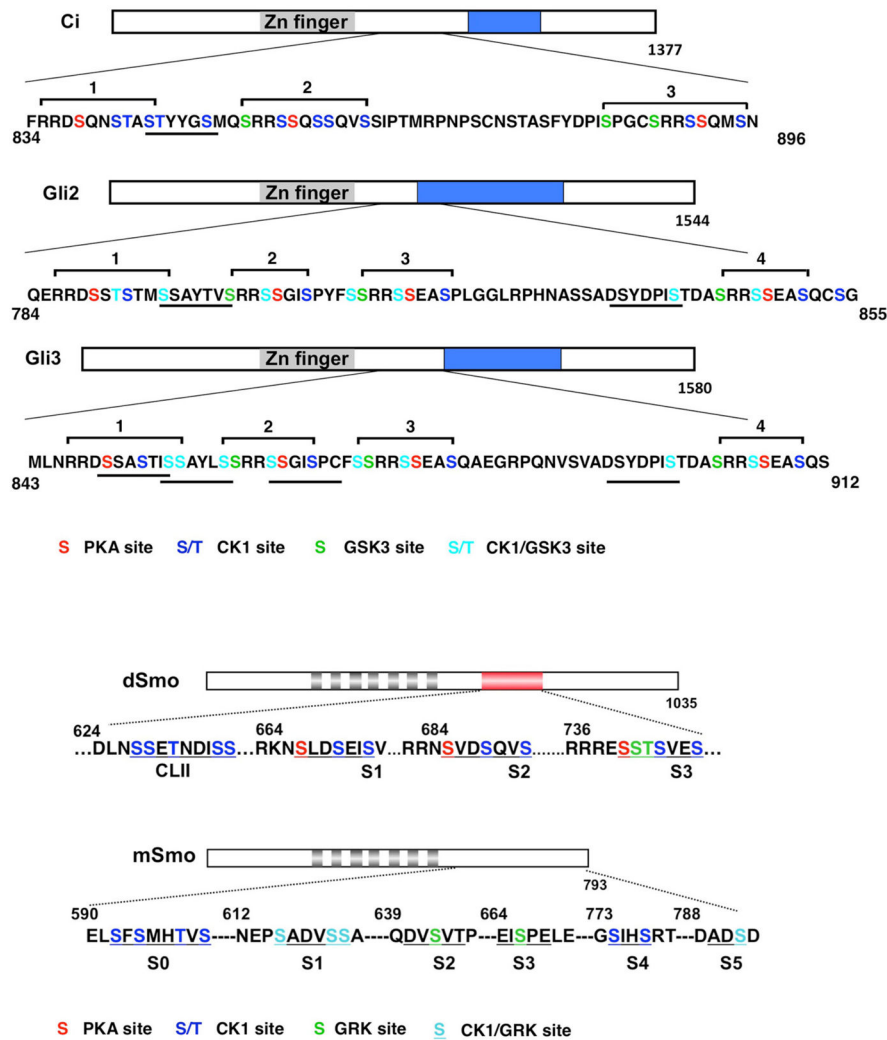 Ci
Zn finger
1377
1 2 3
FRRDSQNSTASTYYGSMQSRRSSQSSQVSSIPTMRPNPSCNSTASFYDPISPGCSRRSSQMSN
834 896
Gli2
Zn finger
1544
1 2 3 4
QERRDSSTSTMSSAYTVSRRSSGISPYFSSRRSSEASPLGGLRPHNASSADSYDPISTDASRRSSEASQCSG
784 855
Gli3
Zn finger
1580
1 2 3 4
MLNRRDSSASTISSAYLSSRRSSGISPCFSSRRSSEASQAEGRPQNVSVADSYDPISTDASRRSSEASQS
843 912
S PKA site S/T CK1 site S GSK3 site S/T CK1/GSK3 site
dSmo
1035
624 664 684 736
...DLNSSETNDISS...RKNSLDSEISV...RRNSVDSQVS.......RRRESSTSVES...
CLII S1 S2 S3
mSmo
793
590 612 639 664 773 788
ELSFSMHTVS----NEPSADVSSA----QDVSVTP---EISPELE---GSIHSRT---DADSD
S0 S1 S2 S3 S4 S5
S PKA site S/T CK1 site S GRK site S CK1/GRK site